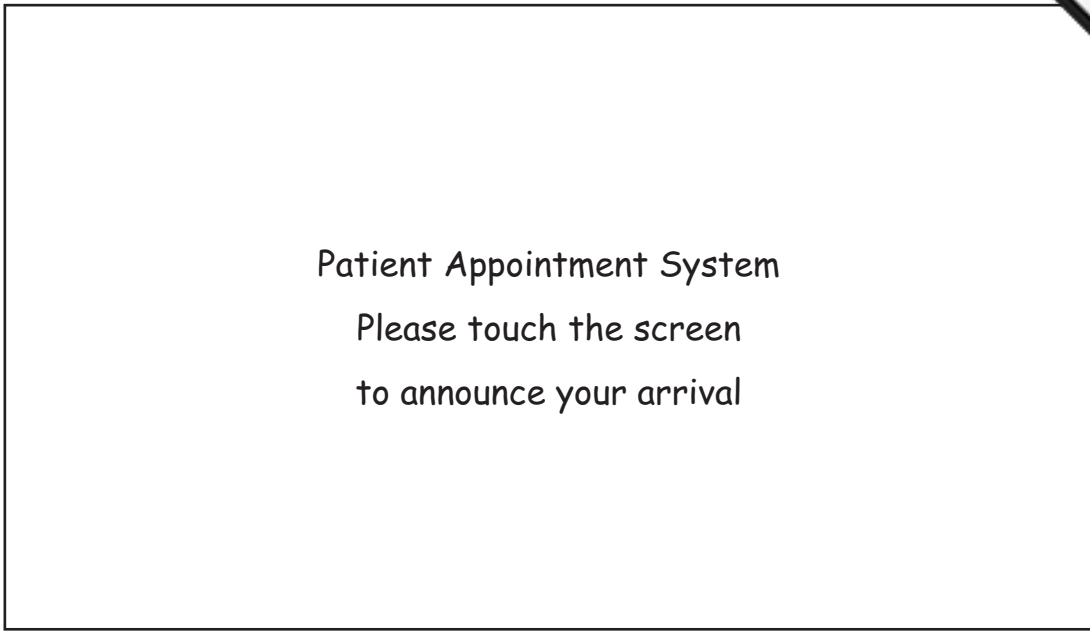 Patient Appointment System
Please touch the screen
to announce your arrival